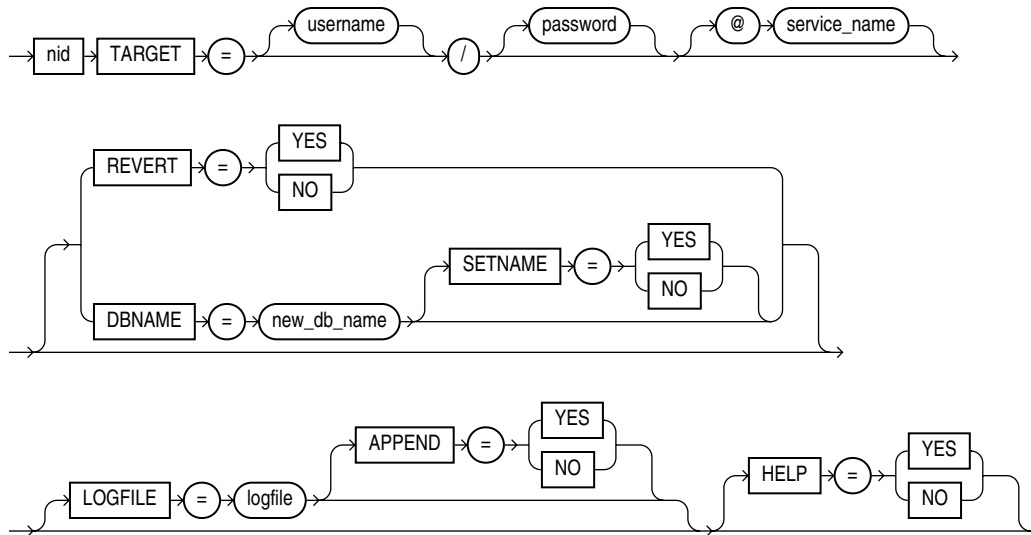 nid TARGET = username / password @ service_name
REVERT = YES
NO
DBNAME = new_db_name SETNAME = YES
NO
LOGFILE = logfile APPEND = YES
NO
HELP = YES
NO